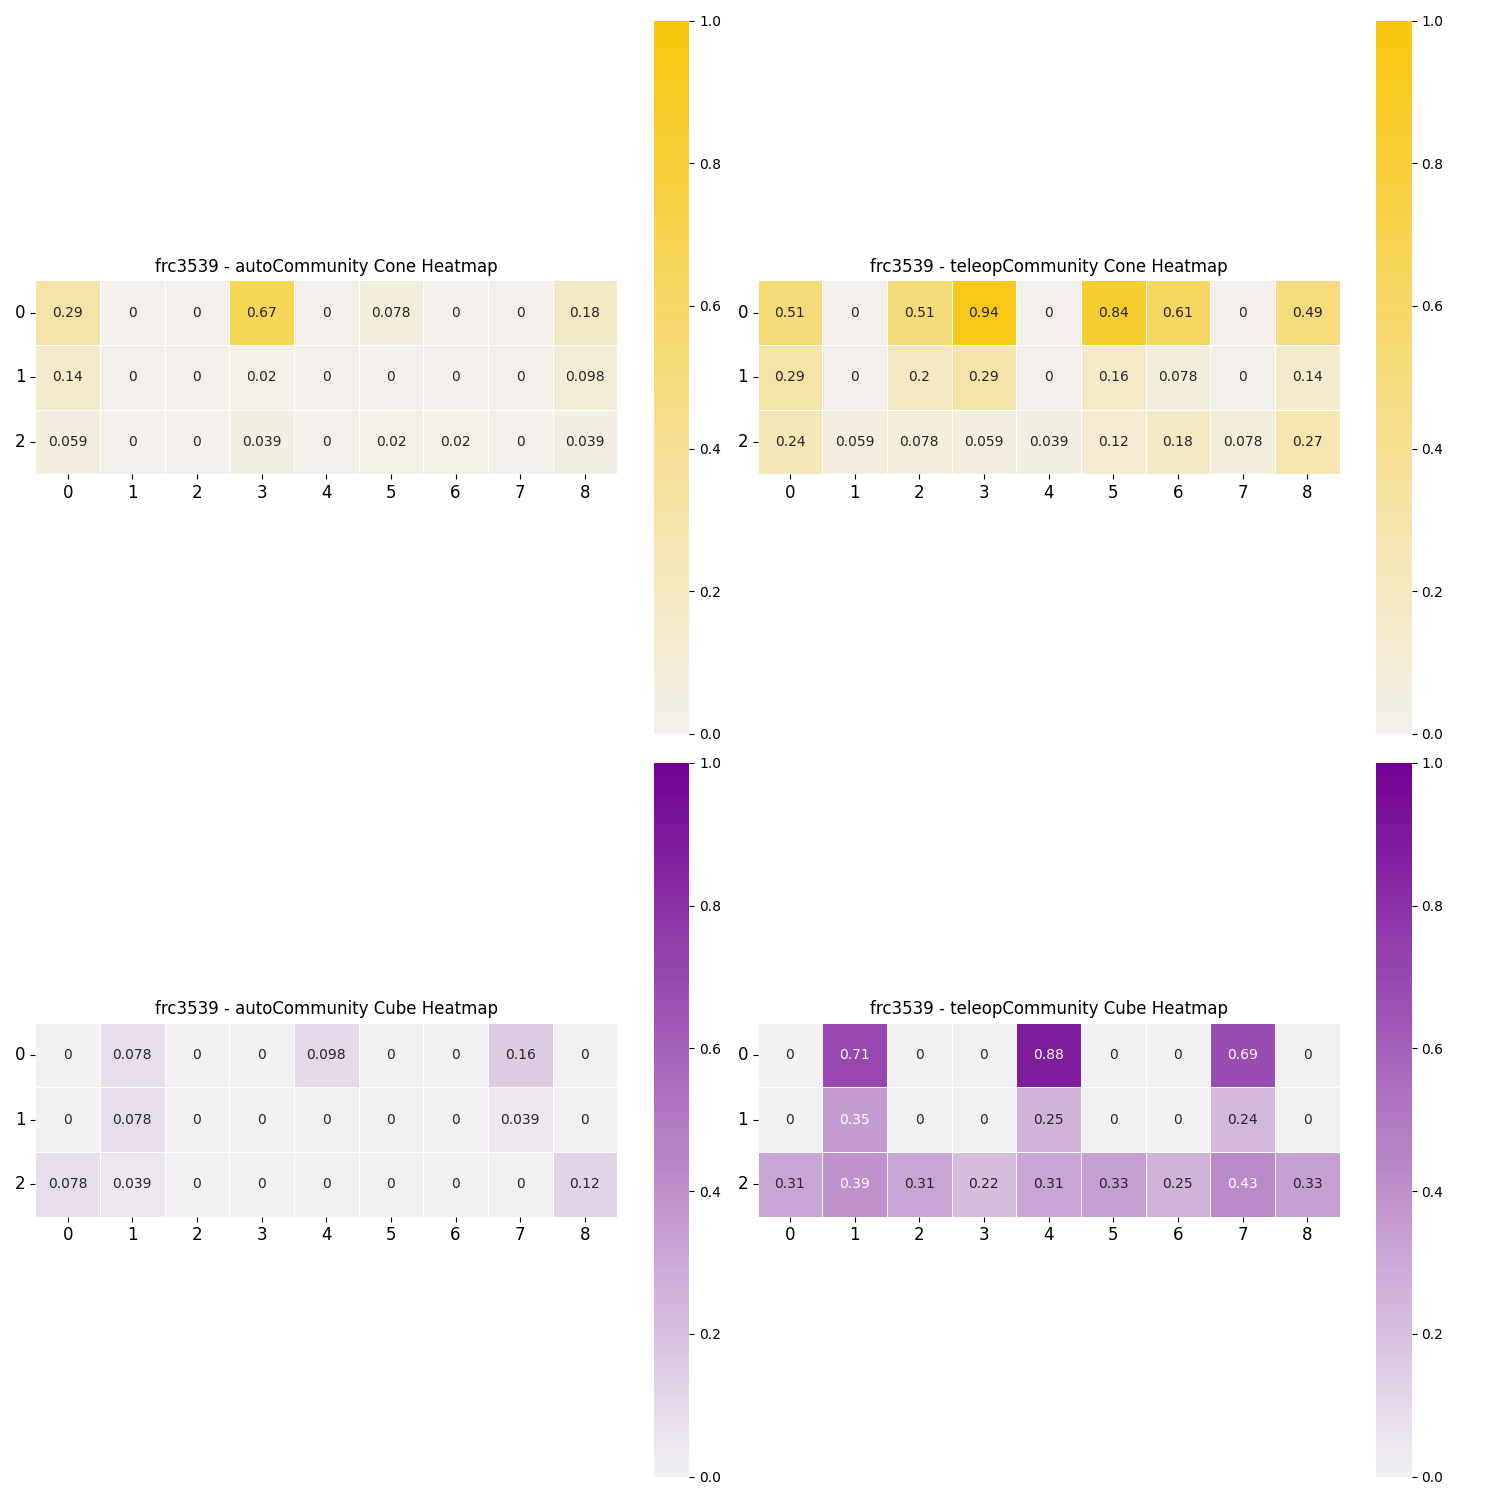 frc3539 - autoCommunity Cone Heatmap
0 0.29 0 0 0.67 0 0.078 0 0 0.18
1 0.14 0 0 0.02 0 0 0 0 0.098
2 0.059 0 0 0.039 0 0.02 0.02 0 0.039
0 1 2 3 4 5 6 7 8
1.0
0.8
0.6
0.4
0.2
0.0
frc3539 - teleopCommunity Cone Heatmap
0 0.51 0 0.51 0.94 0 0.84 0.61 0 0.49
1 0.29 0 0.2 0.29 0 0.16 0.078 0 0.14
2 0.24 0.059 0.078 0.059 0.039 0.12 0.18 0.078 0.27
0 1 2 3 4 5 6 7 8
1.0
0.8
0.6
0.4
0.2
0.0
frc3539 - autoCommunity Cube Heatmap
0 0 0.078 0 0 0.098 0 0 0.16 0
1 0 0.078 0 0 0 0 0 0.039 0
2 0.078 0.039 0 0 0 0 0 0 0.12
0 1 2 3 4 5 6 7 8
1.0
0.8
0.6
0.4
0.2
0.0
frc3539 - teleopCommunity Cube Heatmap
0 0 0.71 0 0 0.88 0 0 0.69 0
1 0 0.35 0 0 0.25 0 0 0.24 0
2 0.31 0.39 0.31 0.22 0.31 0.33 0.25 0.43 0.33
0 1 2 3 4 5 6 7 8
1.0
0.8
0.6
0.4
0.2
0.0